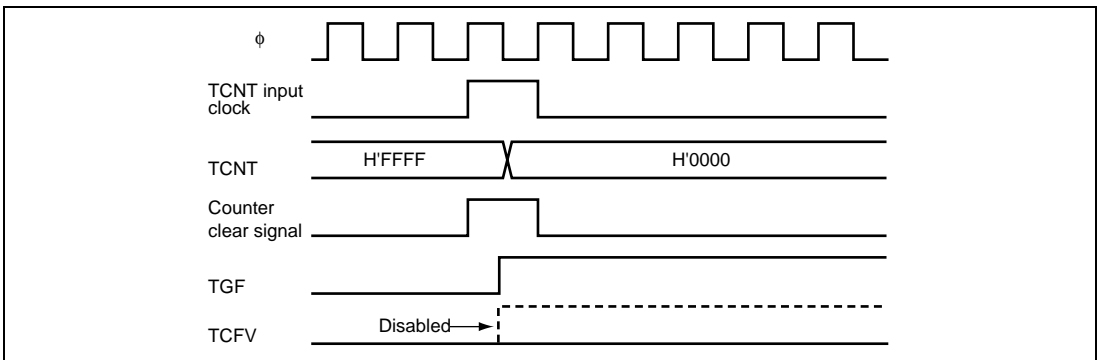 ϕ
TCNT input
clock
TCNT
H'FFFF
H'0000
Counter
clear signal
TGF
TCFV
Disabled